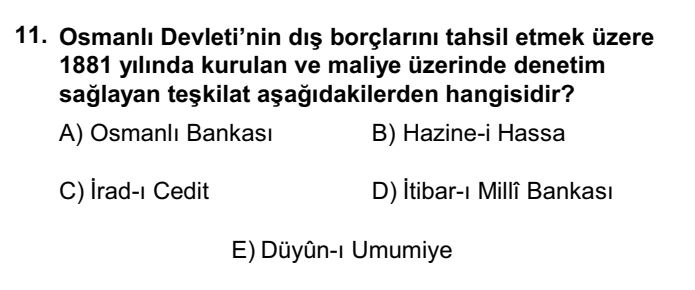 11. Osmanlı Devleti’nin dış borçlarını tahsil etmek üzere
1881 yılında kurulan ve maliye üzerinde denetim
sağlayan teşkilat aşağıdakilerden hangisidir?
A) Osmanlı Bankası B) Hazine-i Hassa
C) İrad-ı Cedit D) İtibar-ı Millî Bankası
E) Düyûn-ı Umumiye